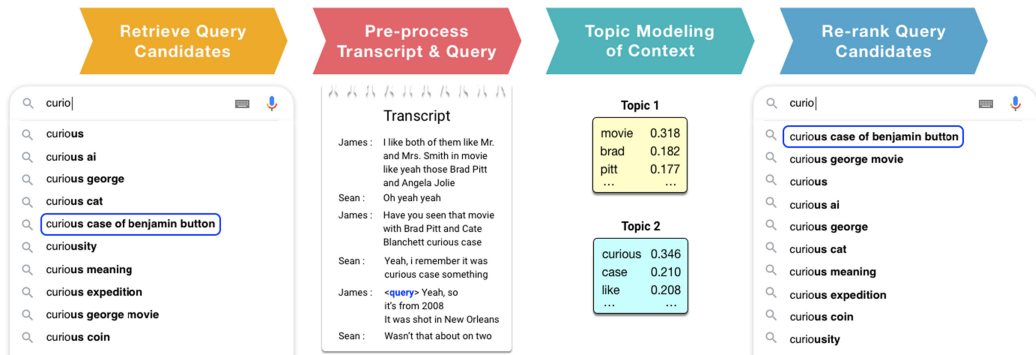 Retrieve Query
Candidates
Pre-process
Transcript & Query
Topic Modeling
of Context
Re-rank Query
Candidates
curio
curious
curious ai
curious george
curious cat
curious case of benjamin button
curiousity
curious meaning
curious expedition
curious george movie
curious coin
Transcript
James : I like both of them like Mr.
and Mrs. Smith in movie
like yeah those Brad Pitt
and Angela Jolie
Sean : Oh yeah yeah
James : Have you seen that movie
with Brad Pitt and Cate
Blanchett curious case
Sean : Yeah, i remember it was
curious case something
James : <query> Yeah, so
it's from 2008
It was shot in New Orleans
Sean : Wasn't that about on two
Topic 1
movie 0.318
brad 0.182
pitt 0.177
... ...
Topic 2
curious 0.346
case 0.210
like 0.208
... ...
curio
curious case of benjamin button
curious george movie
curious
curious ai
curious george
curious cat
curious meaning
curious expedition
curious coin
curiousity